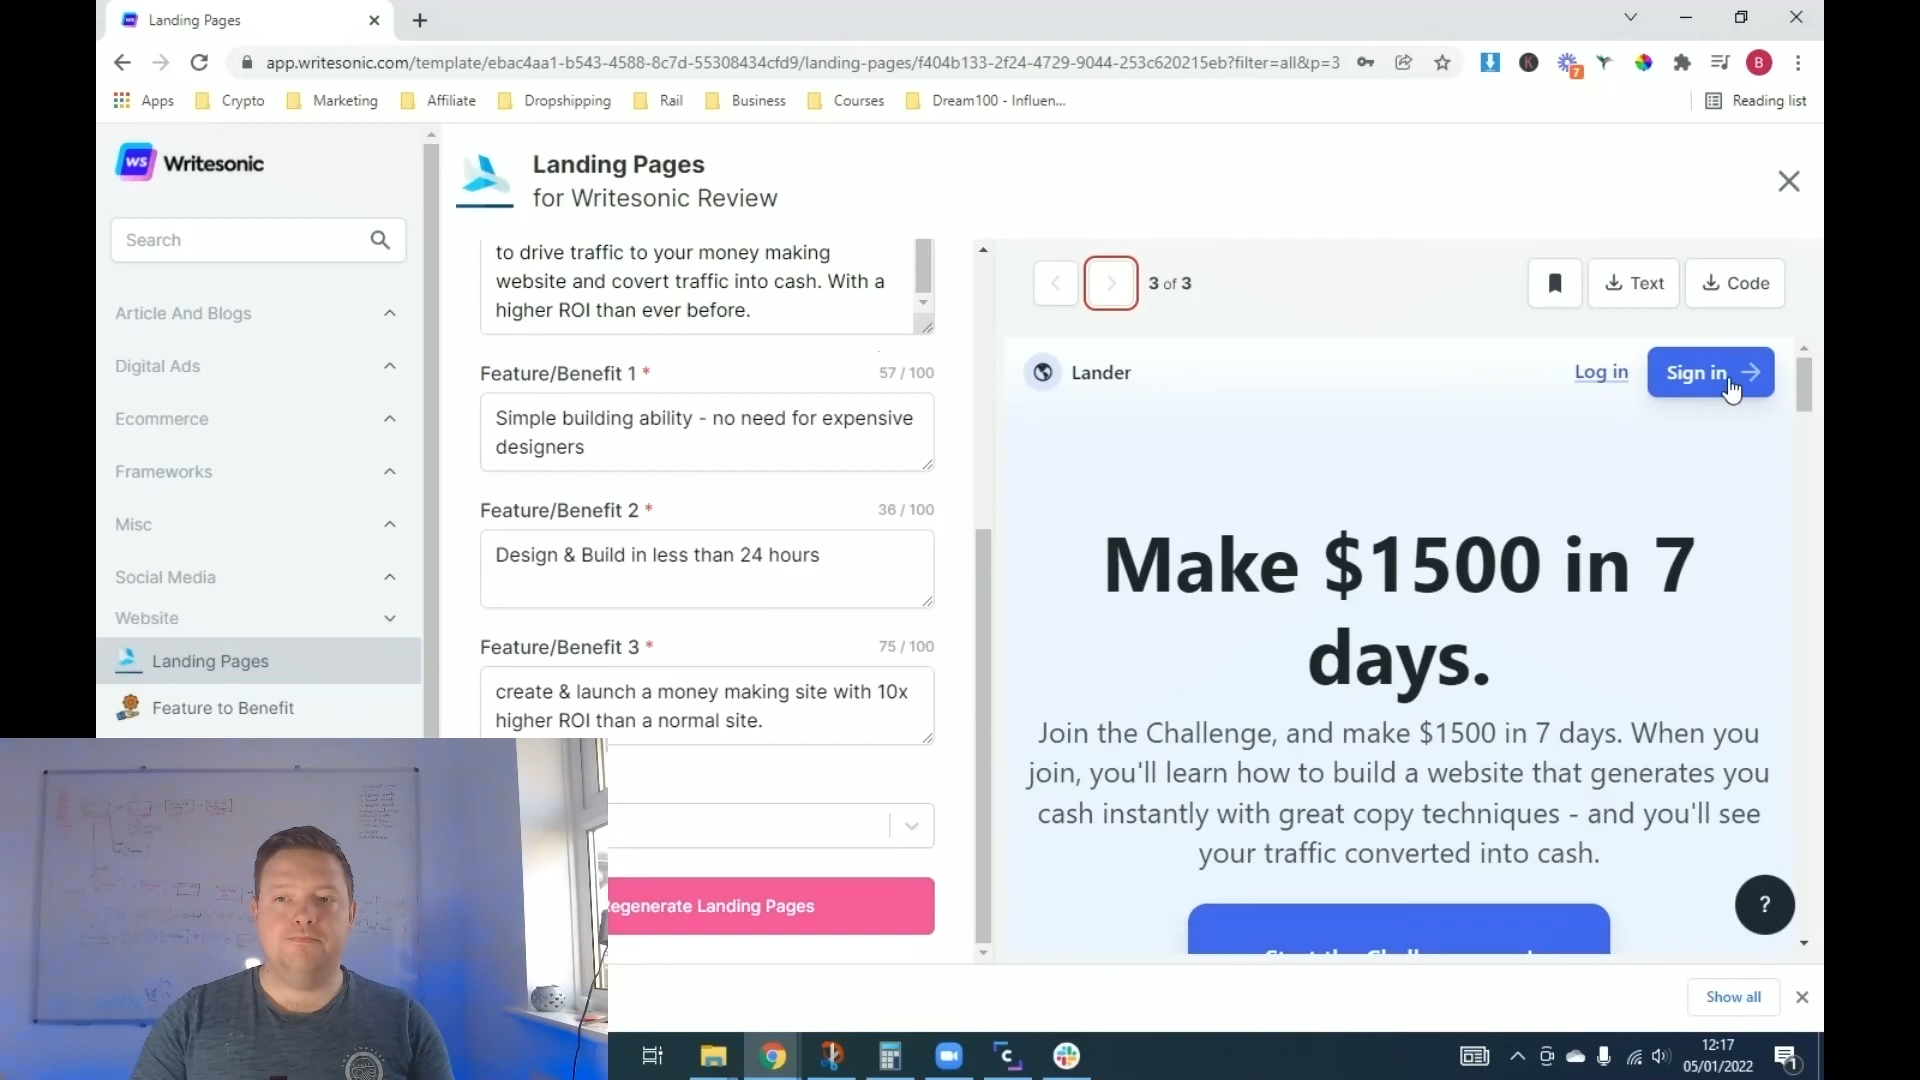 Landing Pages
app.writesonic.com/template/ebac4aa1-b543-4588-8c7d-55308434cfd9/landing-pages/f404b133-2f24-4729-9044-253c620215eb?filter=all&p=3
7
B
Apps
Crypto
Marketing
Affiliate
Dropshipping
Rail
Business
Courses
Dream100 - Influen...
Reading list
WS
Writesonic
Search
Article And Blogs
Digital Ads
Ecommerce
Frameworks
Misc
Social Media
Website
Landing Pages
Feature to Benefit
Landing Pages
for Writesonic Review
to drive traffic to your money making
website and covert traffic into cash. With a
higher ROI than ever before.
Feature/Benefit 1 *
57 / 100
Simple building ability - no need for expensive
designers
Feature/Benefit 2 *
36 / 100
Design & Build in less than 24 hours
Feature/Benefit 3 *
75 / 100
create & launch a money making site with 10x
higher ROI than a normal site.
Regenerate Landing Pages
3 of 3
Text
Code
Lander
Log in
Sign in
Make $1500 in 7
days.
Join the Challenge, and make $1500 in 7 days. When you
join, you'll learn how to build a website that generates you
cash instantly with great copy techniques - and you'll see
your traffic converted into cash.
?
Show all
12:17
05/01/2022
1